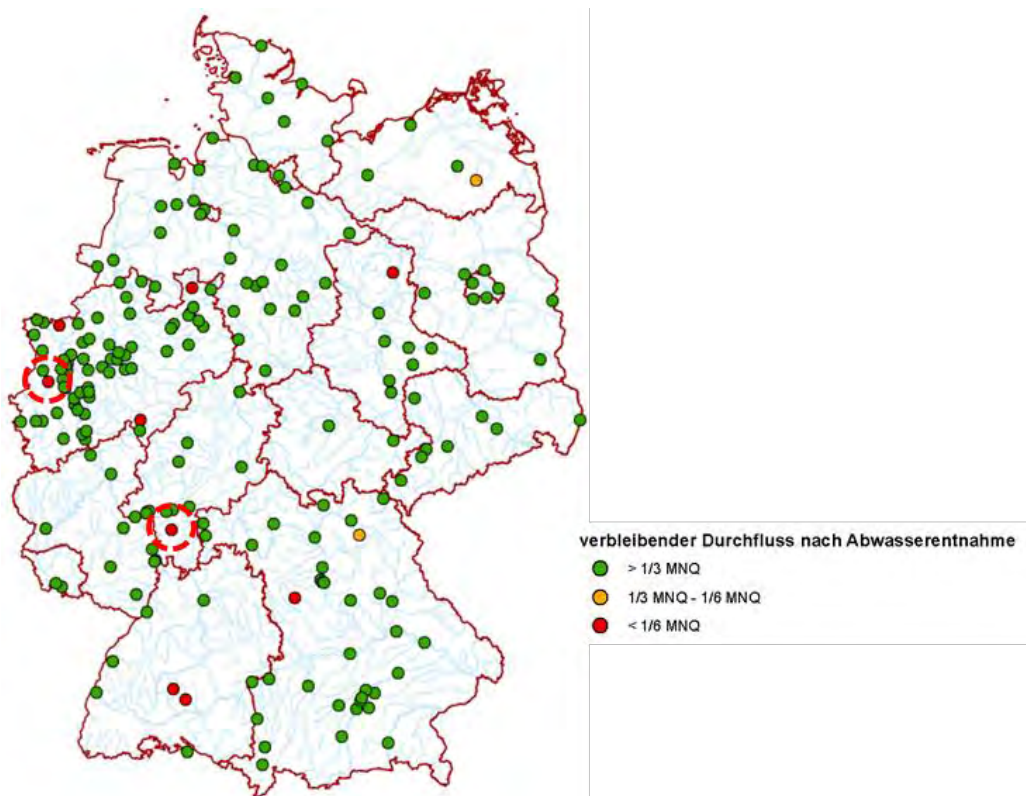 verbleibender Durchfluss nach Abwasserentnahme
> 1/3 MNQ
1/3 MNQ - 1/6 MNQ
< 1/6 MNQ